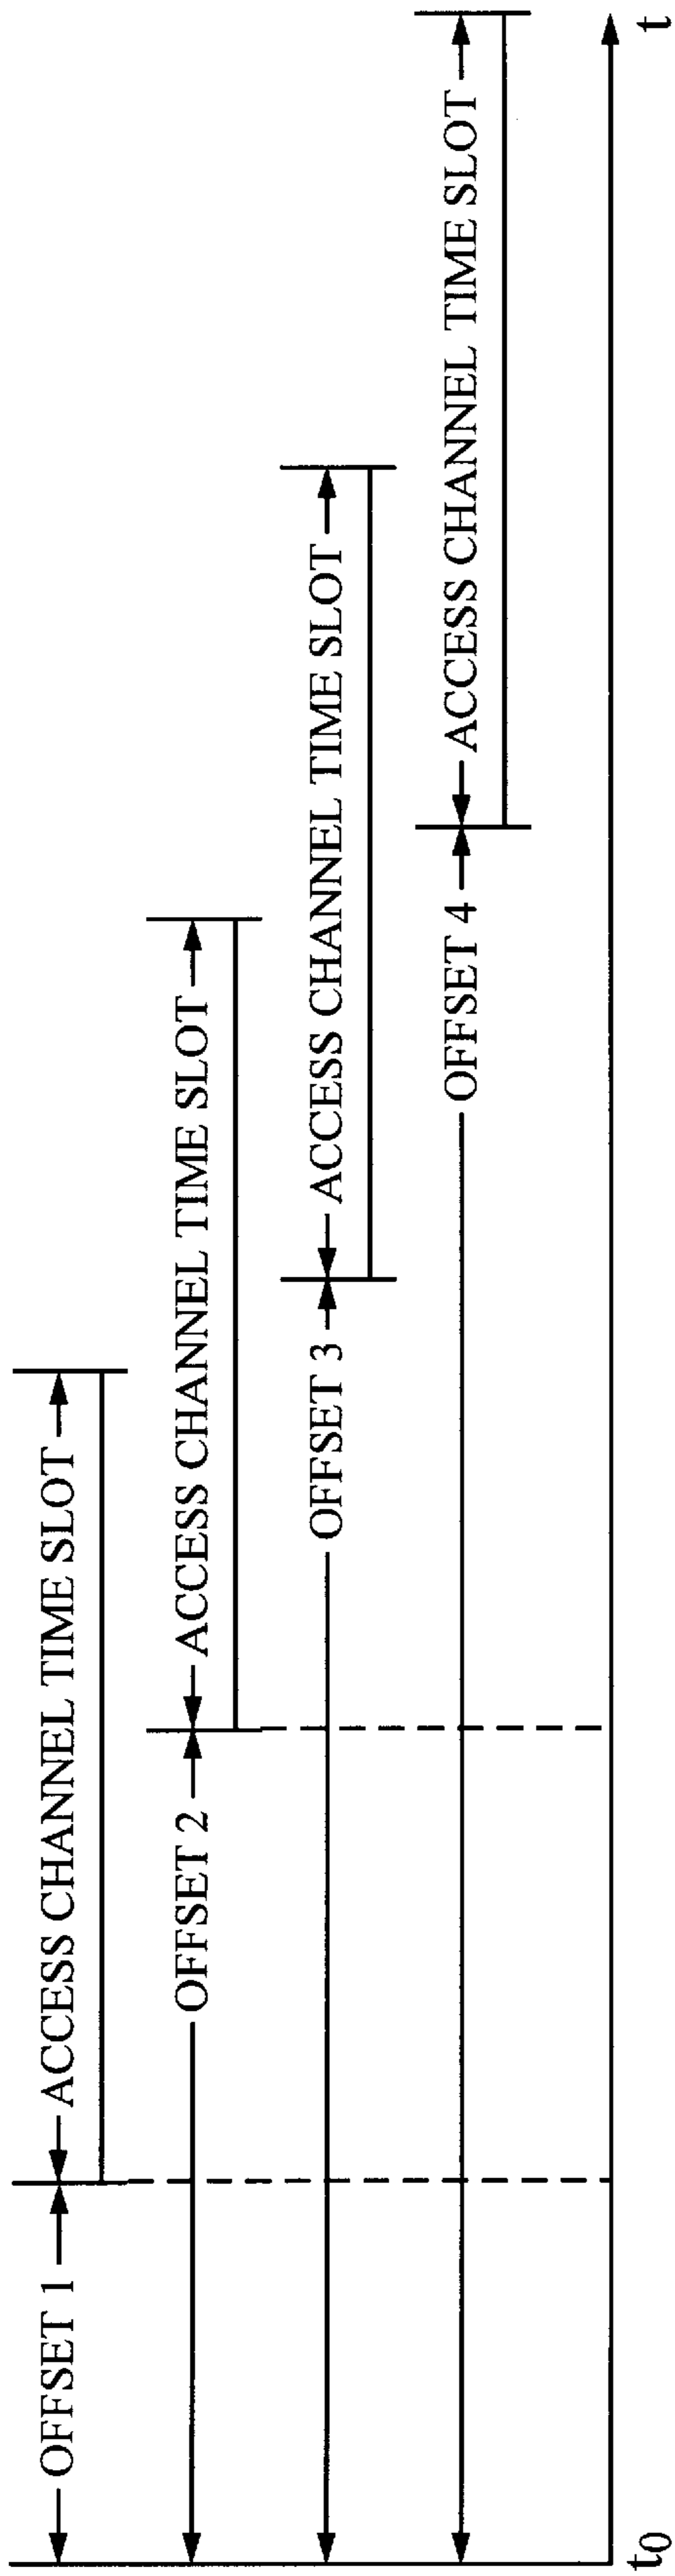 OFFSET 1 ACCESS CHANNEL TIME SLOT
OFFSET 2 ACCESS CHANNEL TIME SLOT
OFFSET 3 ACCESS CHANNEL TIME SLOT
OFFSET 4 ACCESS CHANNEL TIME SLOT
t0 t